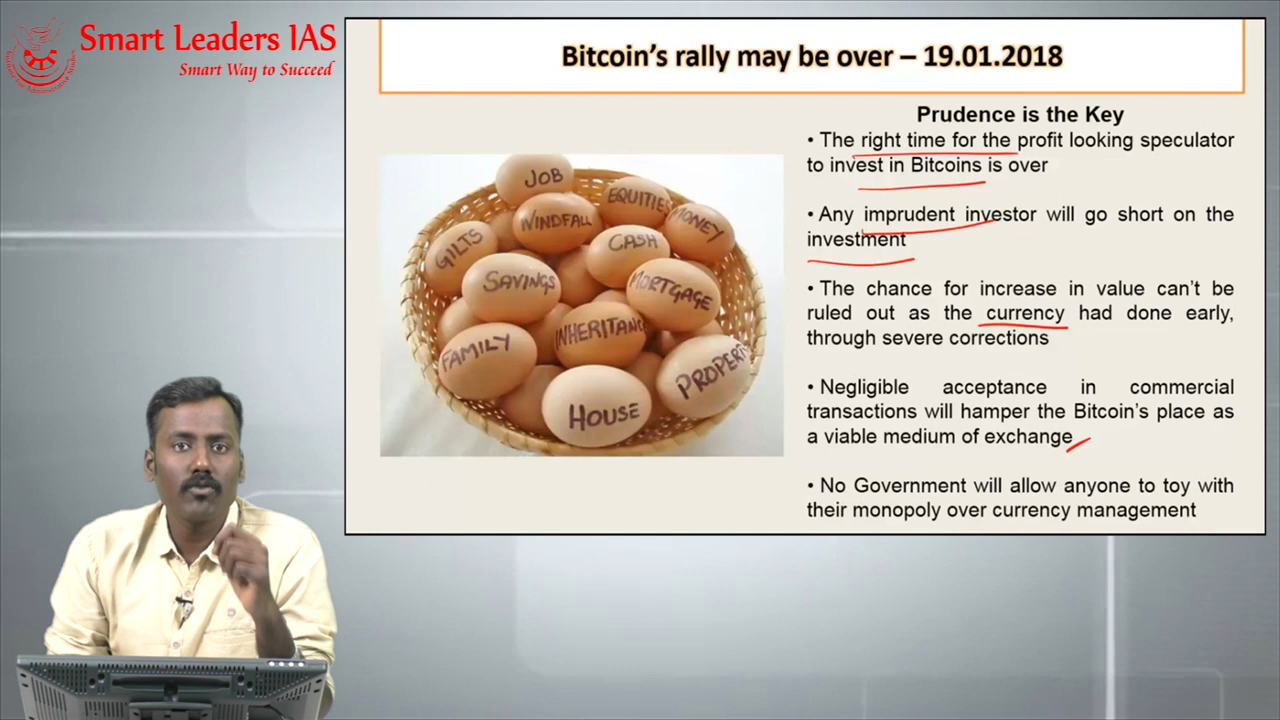 Smart Leaders IAS
Smart Way to Succeed
Bitcoin's rally may be over – 19.01.2018
Prudence is the Key
• The right time for the profit looking speculator
to invest in Bitcoins is over
• Any imprudent investor will go short on the
investment
• The chance for increase in value can't be
ruled out as the currency had done early,
through severe corrections
• Negligible acceptance in commercial
transactions will hamper the Bitcoin's place as
a viable medium of exchange
• No Government will allow anyone to toy with
their monopoly over currency management
JOB
EQUITIES
WINDFALL
MONEY
GILTS
CASH
SAVINGS
MORTGAGE
INHERITANC
FAMILY
PROPERT
HOUSE